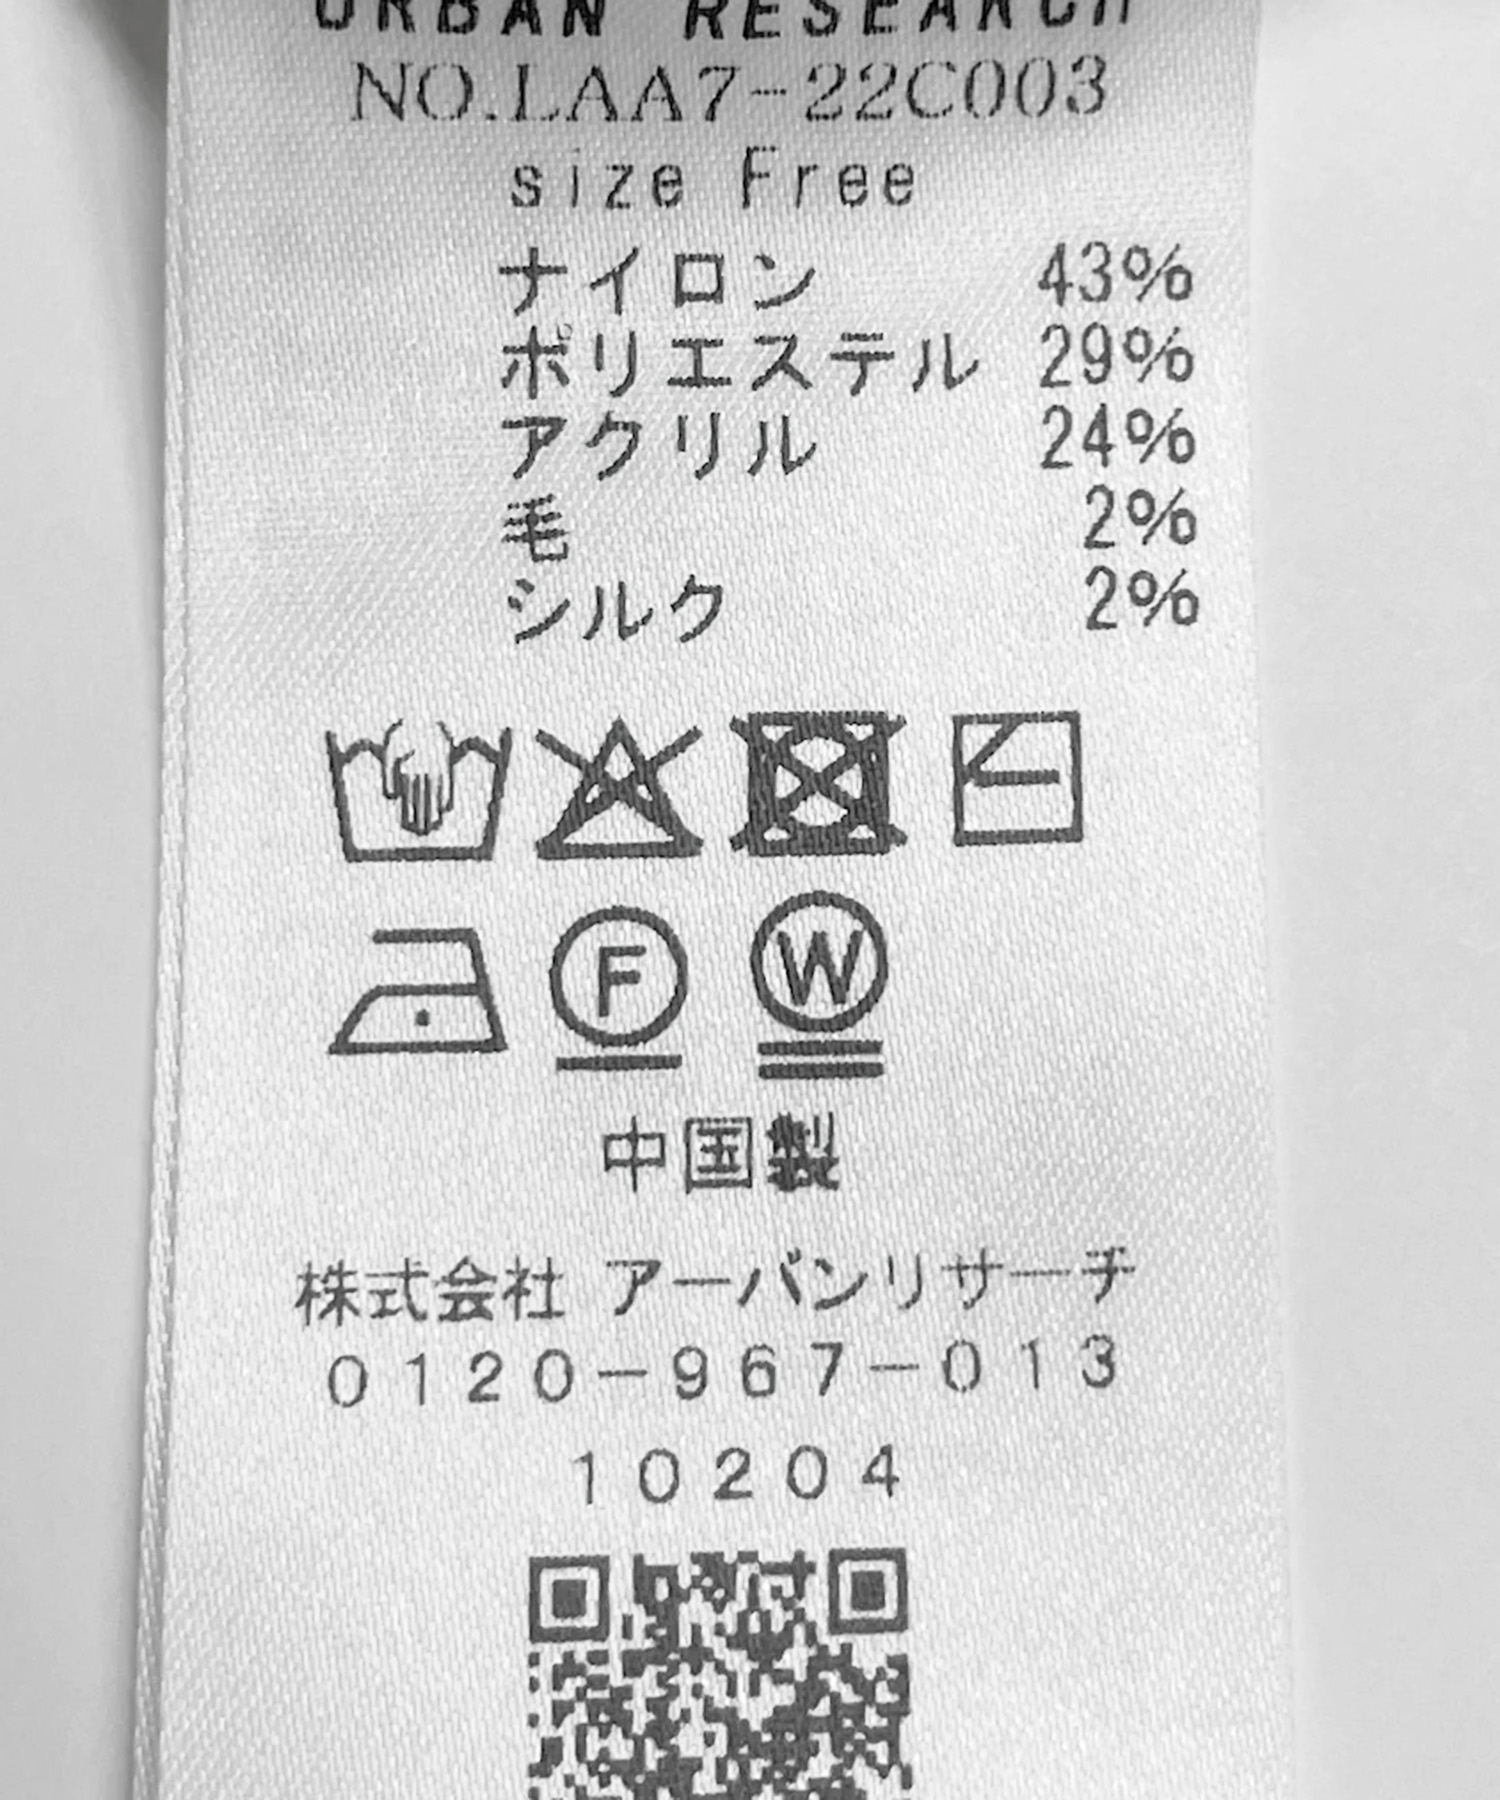 URBAN RESEARCH
NO.LAA7-22C003
size Free
ナイロン 43%
ポリエステル 29%
アクリル 24%
毛 2%
シルク 2%
F W
中国製
株式会社 アーバンリサーチ
0120-967-013
10204